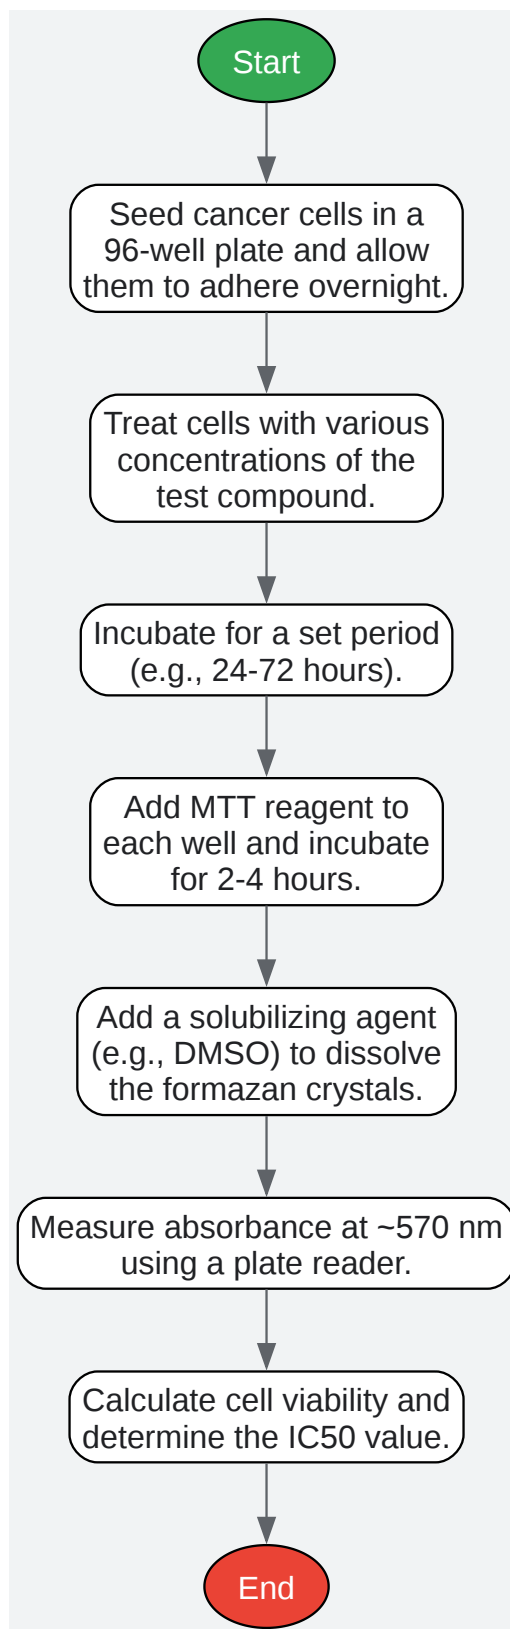 Start
Seed cancer cells in a
96-well plate and allow
them to adhere overnight.
Treat cells with various
concentrations of the
test compound.
Incubate for a set period
(e.g., 24-72 hours).
Add MTT reagent to
each well and incubate
for 2-4 hours.
Add a solubilizing agent
(e.g., DMSO) to dissolve
the formazan crystals.
Measure absorbance at ~570 nm
using a plate reader.
Calculate cell viability and
determine the IC50 value.
End